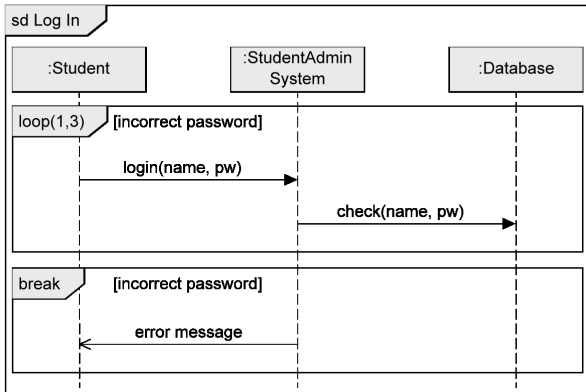 sd Log In
:Student
:StudentAdmin
System
:Database
loop(1,3)
[incorrect password]
login(name, pw)
check(name, pw)
break
[incorrect password]
error message